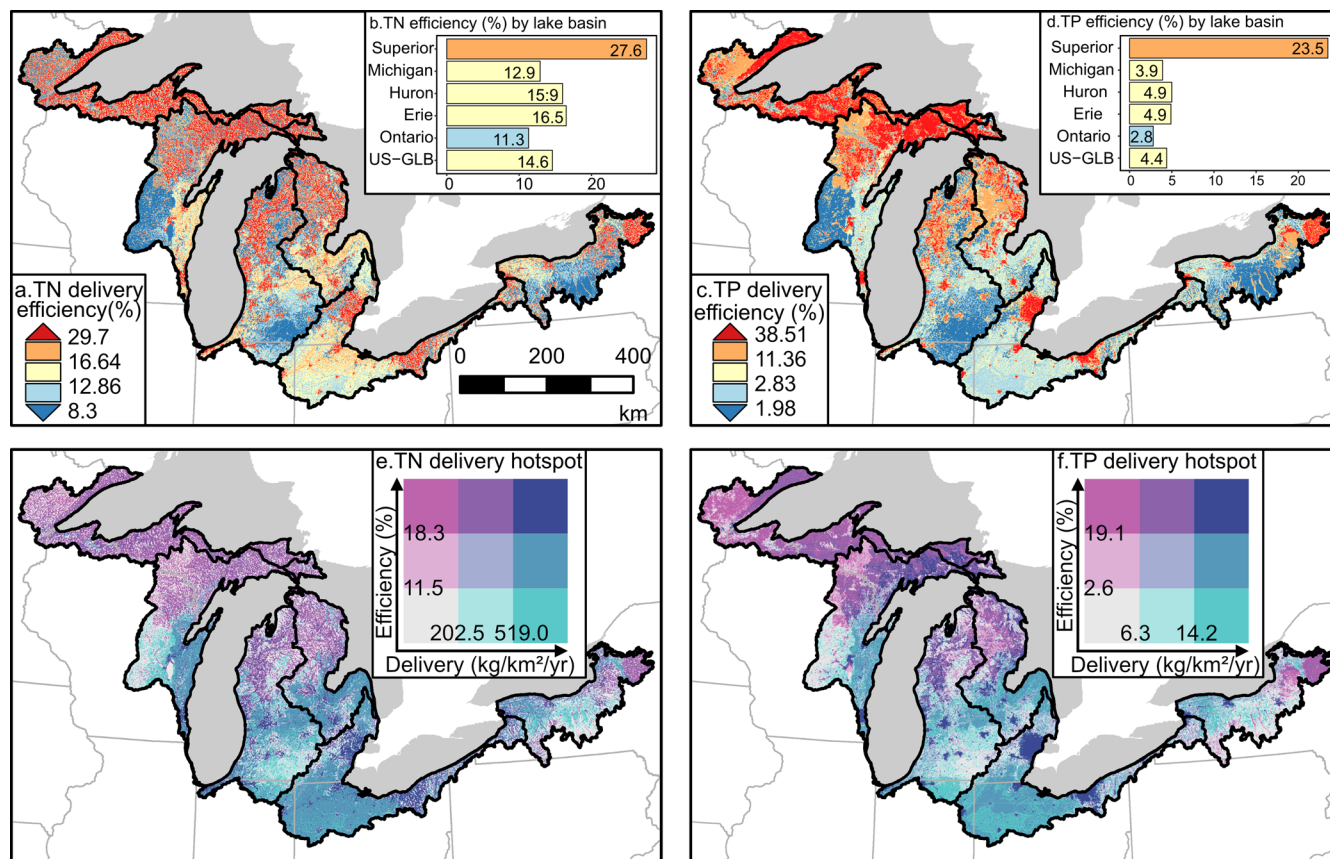 b.TN efficiency (%) by lake basin
Superior 27.6
Michigan 12.9
Huron 15:9
Erie 16.5
Ontario 11.3
US−GLB 14.6
0 10 20
a.TN delivery
efficiency(%)
29.7
16.64
12.86
8.3
0 200 400
km
d.TP efficiency (%) by lake basin
Superior 23.5
Michigan 3.9
Huron 4.9
Erie 4.9
Ontario 2.8
US−GLB 4.4
0 5 10 15 20
c.TP delivery
efficiency (%)
38.51
11.36
2.83
1.98
e.TN delivery hotspot
Efficiency (%)
18.3
11.5
202.5 519.0
Delivery (kg/km²/yr)
f.TP delivery hotspot
Efficiency (%)
19.1
2.6
6.3 14.2
Delivery (kg/km²/yr)